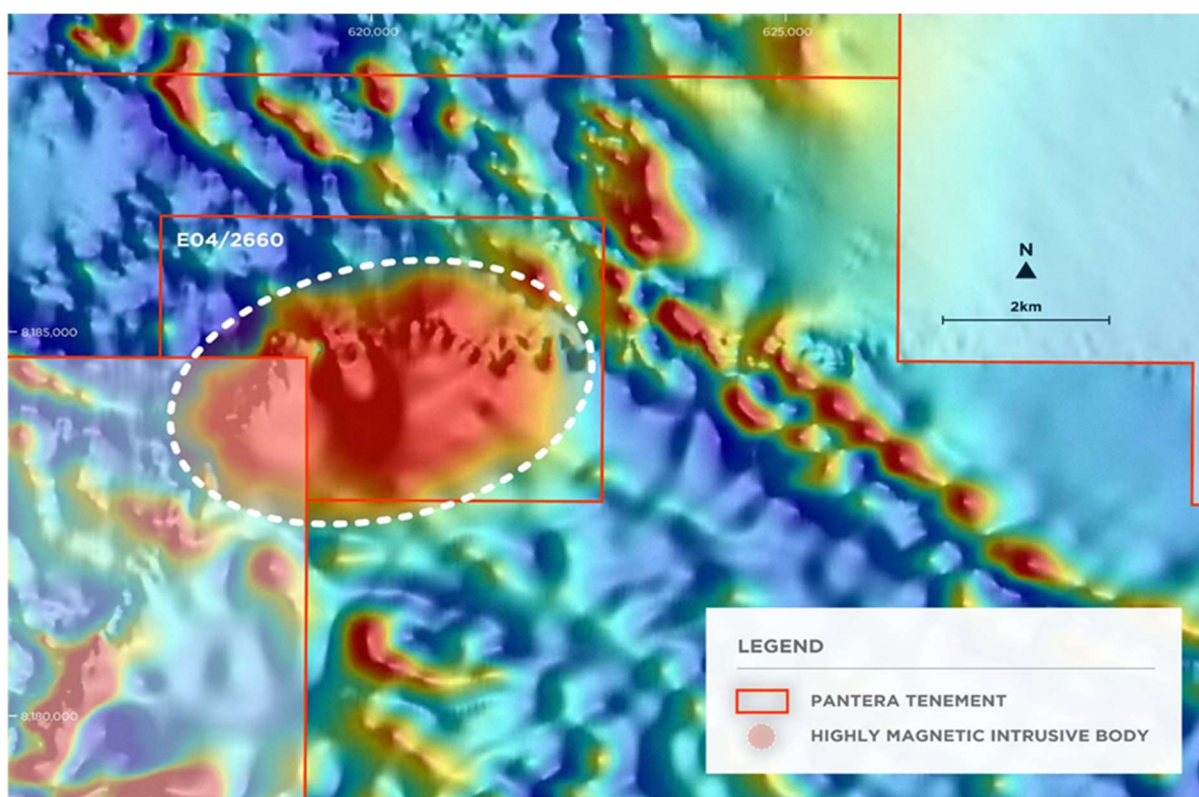 620,000
625,000
E04/2660
N
2km
8,185,000
LEGEND
PANTERA TENEMENT
HIGHLY MAGNETIC INTRUSIVE BODY
8,180,000